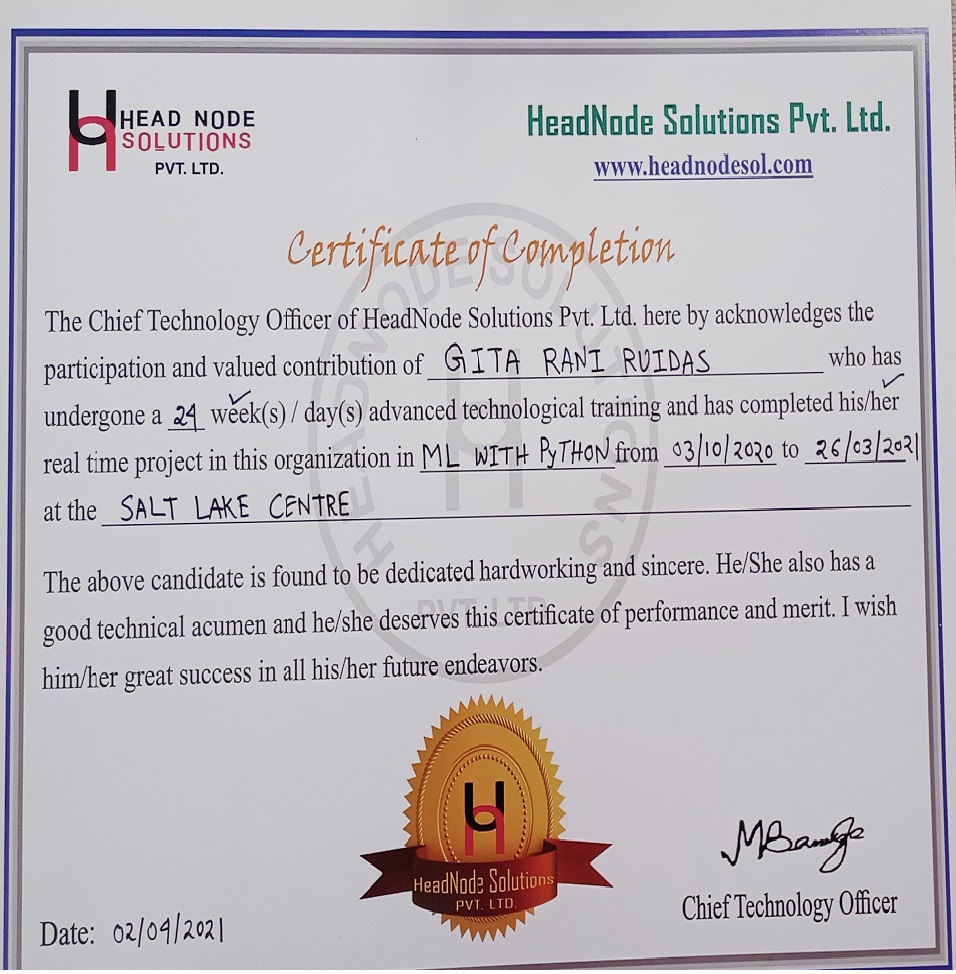 HEAD NODE
SOLUTIONS
PVT. LTD.
HeadNode Solutions Pvt. Ltd.
www.headnodesol.com
Certificate of Completion
The Chief Technology Officer of HeadNode Solutions Pvt. Ltd. here by acknowledges the
participation and valued contribution of GITA RANI RUIDAS who has
undergone a 24 week(s) / day(s) advanced technological training and has completed his/her
real time project in this organization in ML WITH PyTHON from 03/10/2020 to 26/03/2021
at the SALT LAKE CENTRE
HEADNODE SOLUTIONS
PVT. LTD.
The above candidate is found to be dedicated hardworking and sincere. He/She also has a
good technical acumen and he/she deserves this certificate of performance and merit. I wish
him/her great success in all his/her future endeavors.
HeadNode Solutions
PVT. LTD.
Chief Technology Officer
Date: 02/04/2021